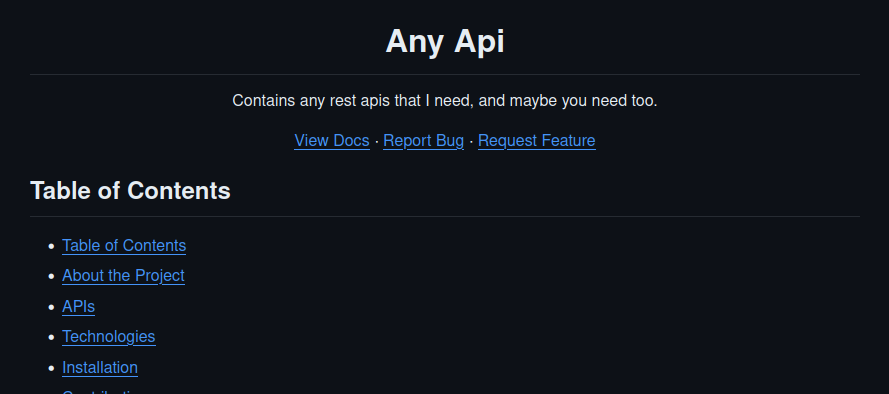 Any Api
Contains any rest apis that I need, and maybe you need too.
View Docs · Report Bug · Request Feature
Table of Contents
Table of Contents
About the Project
APIs
Technologies
Installation